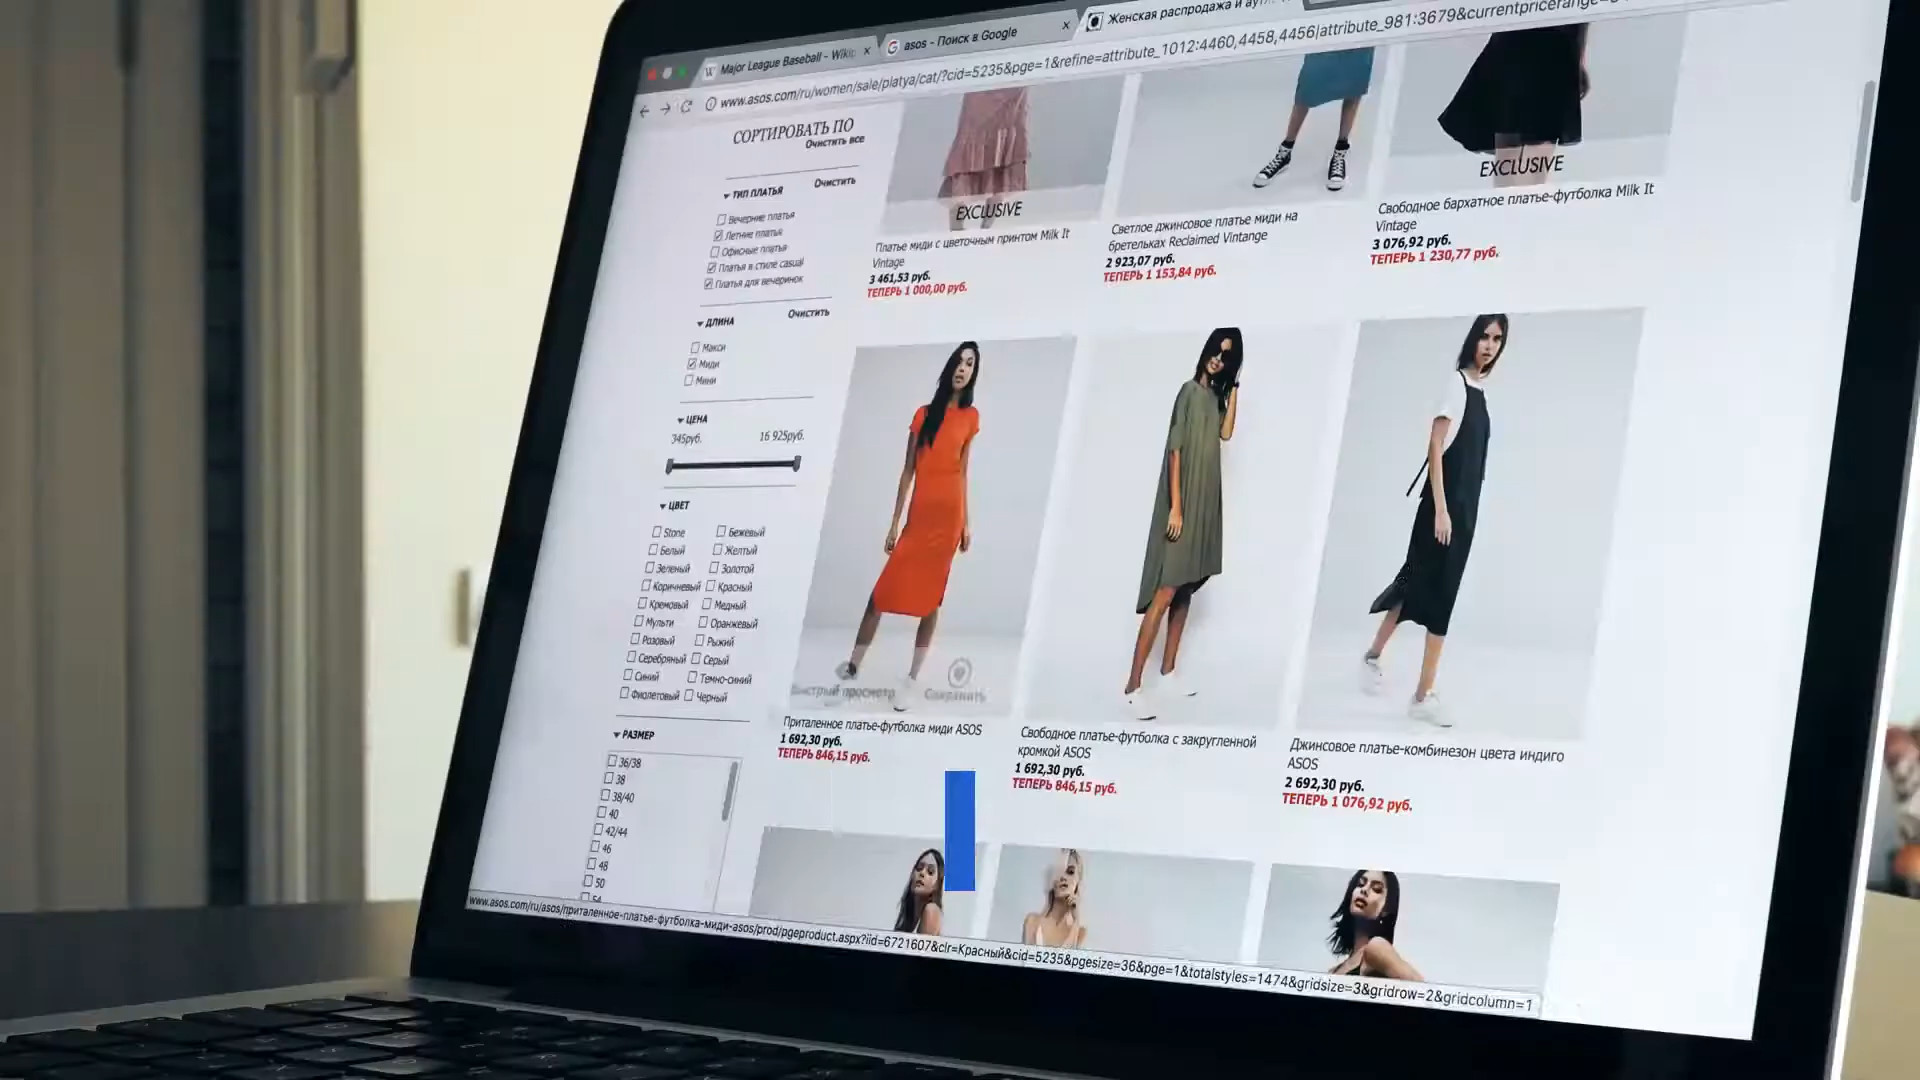 Major League Baseball - Wikip
asos - Поиск в Google
Женская распродажа и аут
www.asos.com/ru/women/sale/platya/cat/?cid=5235&pge=1&refine=attribute_1012:4460,4458,4456|attribute_981:3679&currentpricerange=
СОРТИРОВАТЬ ПО
Очистить все
ТИП ПЛАТЬЯ
Очистить
Вечерние платья
Летние платья
Офисные платья
Платья в стиле casual
Платья для вечеринок
ДЛИНА
Очистить
Макси
Миди
Мини
ЦЕНА
345руб.
16 925руб.
ЦВЕТ
Stone
Бежевый
Белый
Желтый
Зеленый
Золотой
Коричневый
Красный
Кремовый
Медный
Мульти
Оранжевый
Розовый
Рыжий
Серебряный
Серый
Синий
Темно-синий
Фиолетовый
Черный
РАЗМЕР
36/38
38
38/40
40
42/44
46
48
50
EXCLUSIVE
Платье миди с цветочным принтом Milk It
Vintage
3 461,53 руб.
ТЕПЕРЬ 1 000,00 руб.
Светлое джинсовое платье миди на
бретельках Reclaimed Vintange
2 923,07 руб.
ТЕПЕРЬ 1 153,84 руб.
EXCLUSIVE
Свободное бархатное платье-футболка Milk It
Vintage
3 076,92 руб.
ТЕПЕРЬ 1 230,77 руб.
Быстрый просмотр
Сохранить
Приталенное платье-футболка миди ASOS
1 692,30 руб.
ТЕПЕРЬ 846,15 руб.
Свободное платье-футболка с закругленной
кромкой ASOS
1 692,30 руб.
ТЕПЕРЬ 846,15 руб.
Джинсовое платье-комбинезон цвета индиго
ASOS
2 692,30 руб.
ТЕПЕРЬ 1 076,92 руб.
www.asos.com/ru/asos/приталенное-платье-футболка-миди-asos/prod/pgeproduct.aspx?iid=6721607&clr=Красный&cid=5235&pgesize=36&pge=1&totalstyles=1474&gridsize=3&gridrow=2&gridcolumn=1